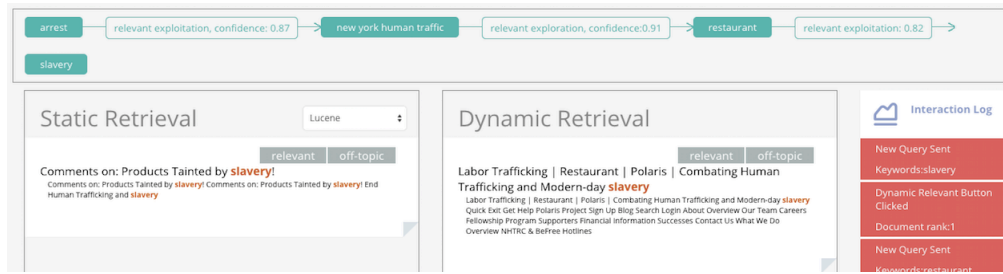 arrest
relevant exploitation, confidence: 0.87
new york human traffic
relevant exploration, confidence:0.91
restaurant
relevant exploitation: 0.82
slavery
Static Retrieval
Lucene
relevant
off-topic
Comments on: Products Tainted by slavery!
Comments on: Products Tainted by slavery! Comments on: Products Tainted by slavery! End
Human Trafficking and slavery
Dynamic Retrieval
relevant
off-topic
Labor Trafficking | Restaurant | Polaris | Combating Human
Trafficking and Modern-day slavery
Labor Trafficking | Restaurant | Polaris | Combating Human Trafficking and Modern-day slavery
Quick Exit Get Help Polaris Project Sign Up Blog Search Login About Overview Our Team Careers
Fellowship Program Supporters Financial Information Successes Contact Us What We Do
Overview NHTRC & BeFree Hotlines
Interaction Log
New Query Sent
Keywords:slavery
Dynamic Relevant Button
Clicked
Document rank:1
New Query Sent
Keywords:restaurant